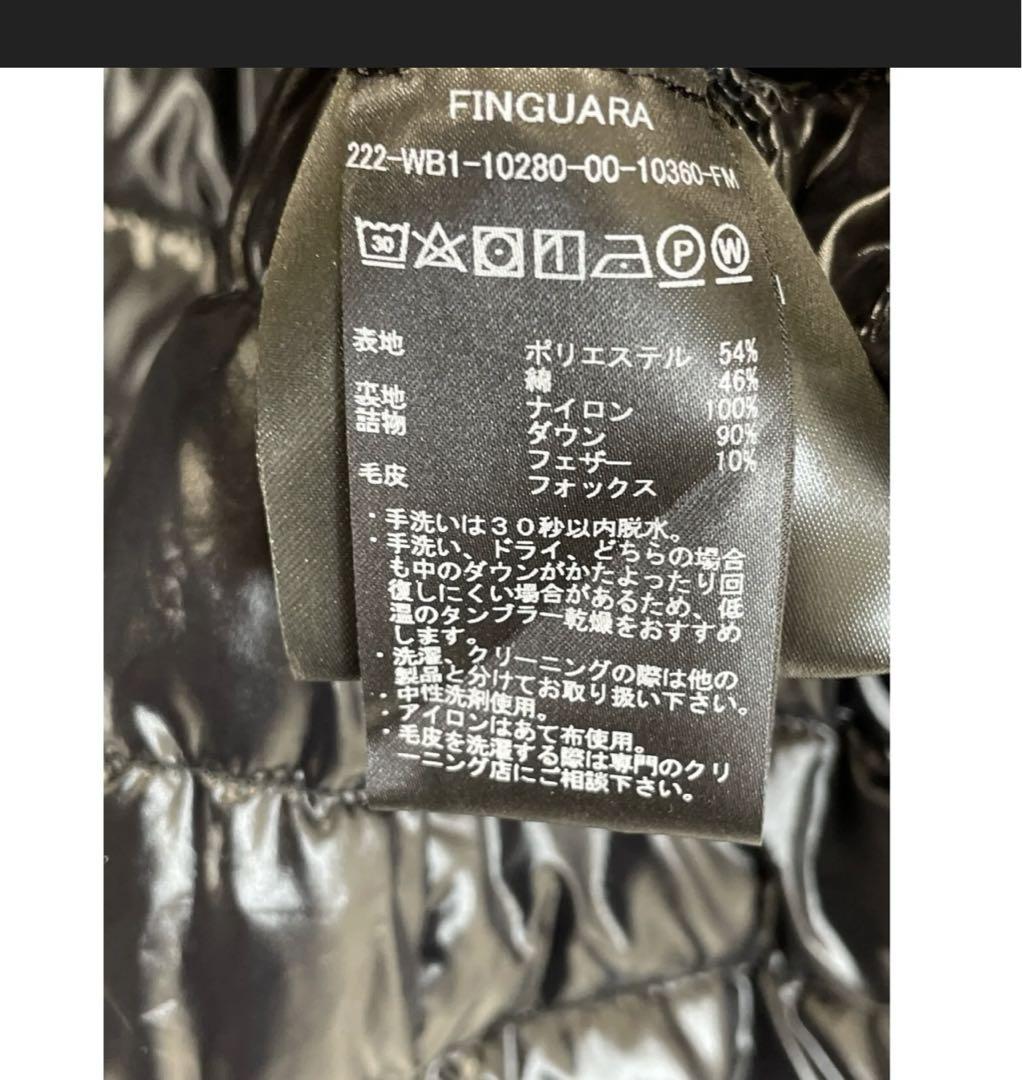 FINGUARA
222-WB1-10280-00-10360-FM
30 P W
表地 ポリエステル 54%
綿 46%
裏地 ナイロン 100%
詰物 ダウン 90%
フェザー 10%
毛皮 フォックス
・手洗いは30秒以内脱水。
・手洗い、ドライ、どちらの場合
も中のダウンがかたよったり回
復しにくい場合があるため、低
温のタンブラー乾燥をおすすめ
します。
・洗濯、クリーニングの際は他の
製品と分けてお取り扱い下さい。
・中性洗剤使用。
・アイロンはあて布使用。
・毛皮を洗濯する際は専門のクリ
ーニング店にご相談下さい。